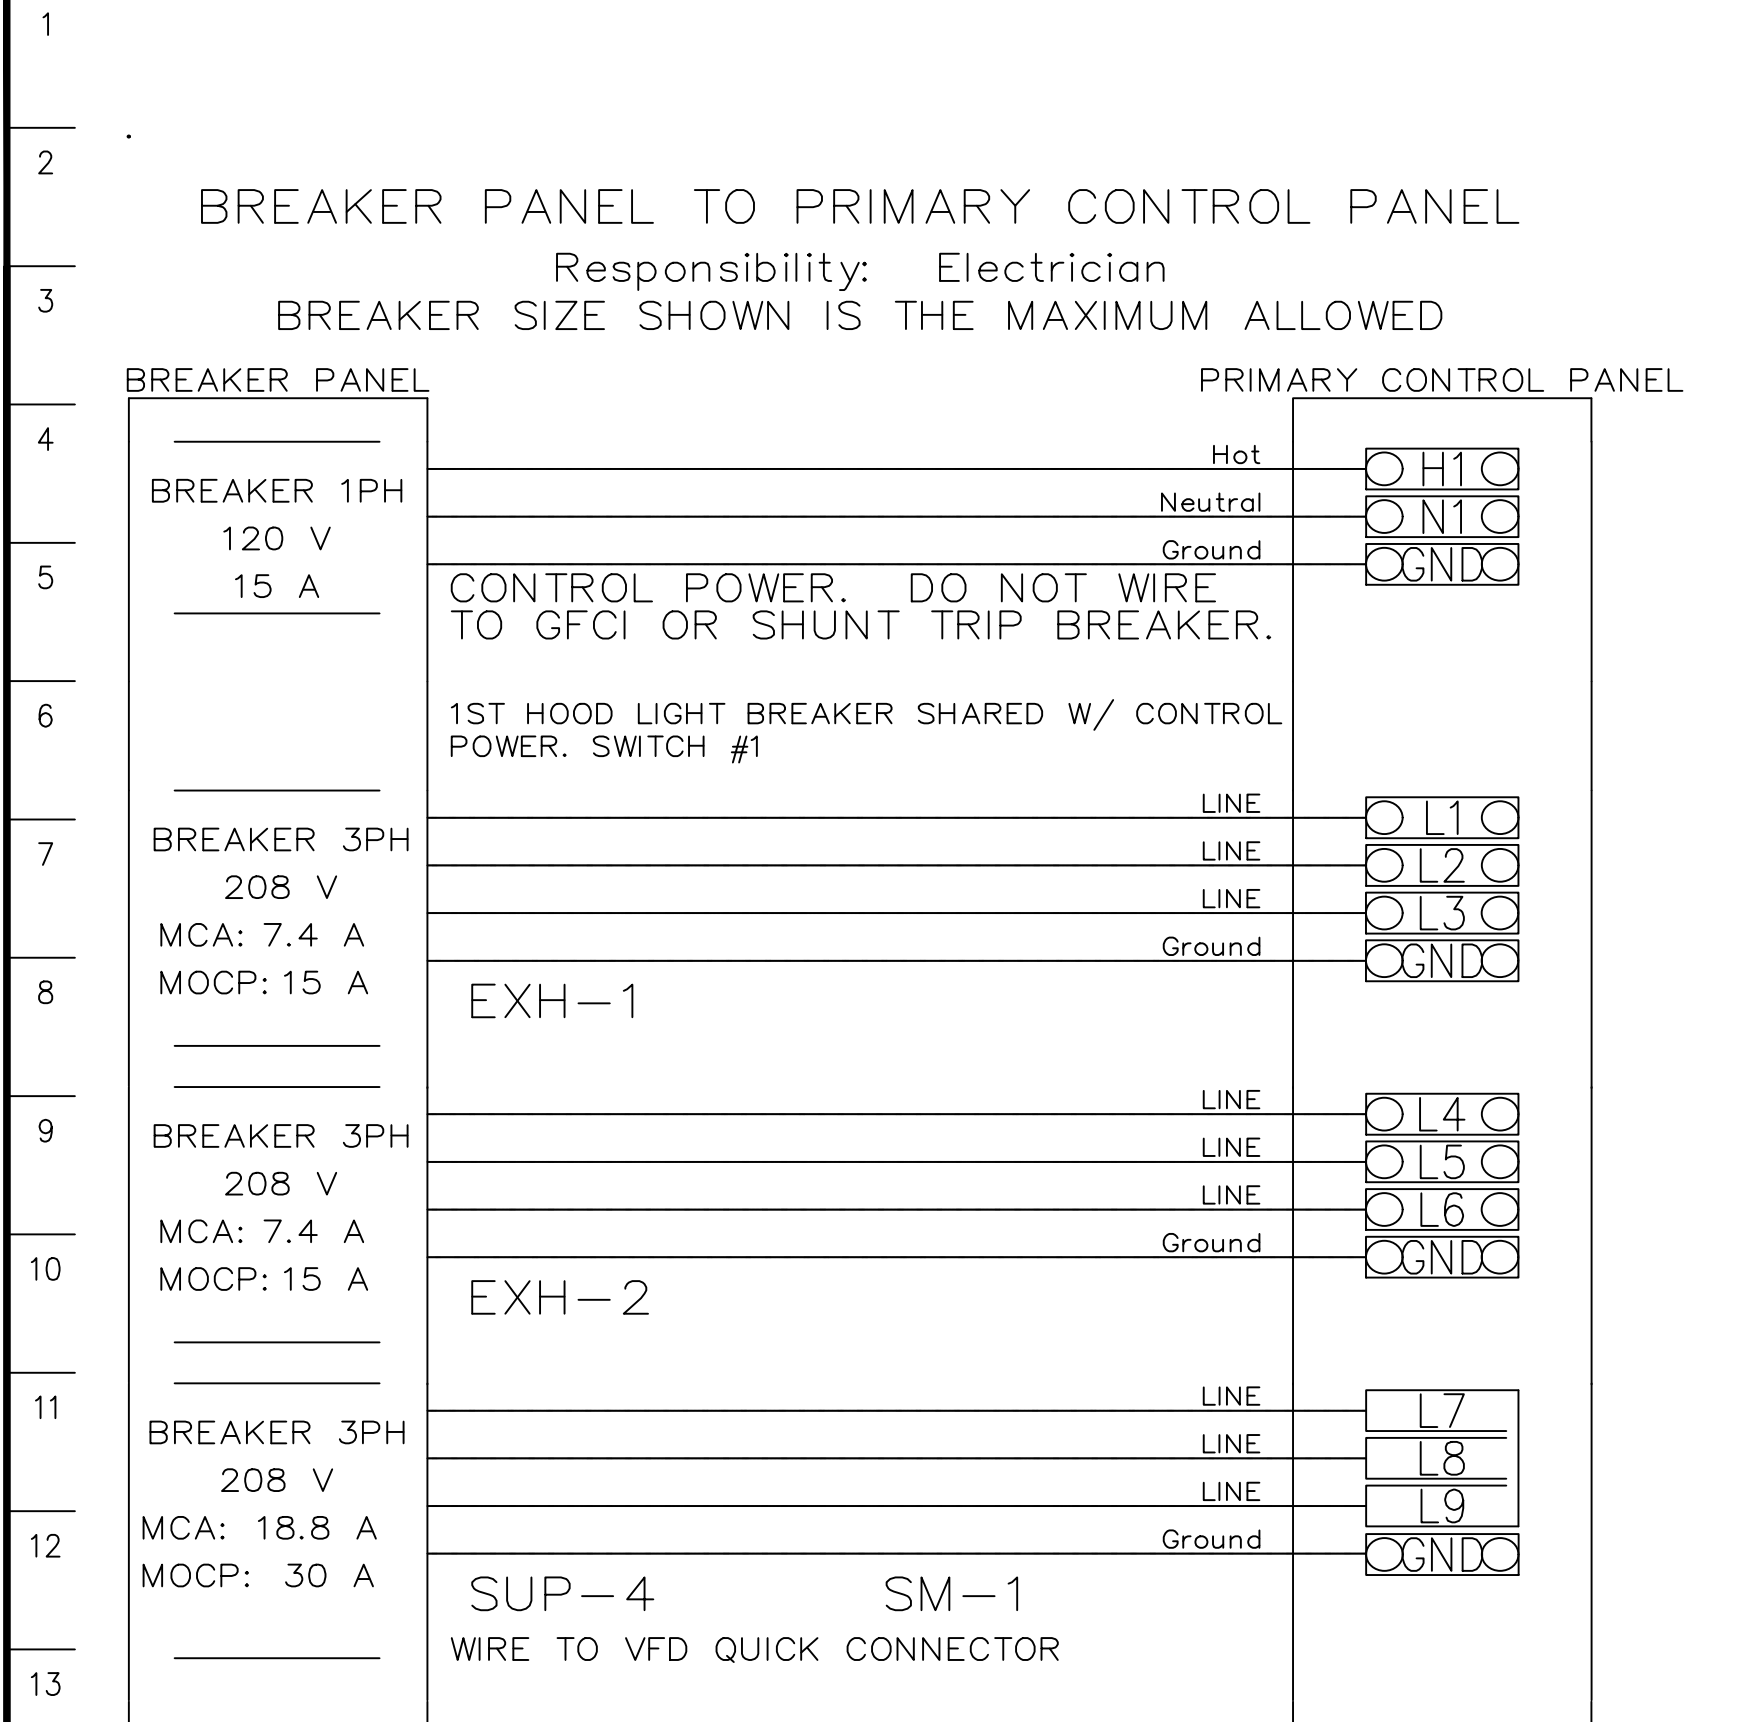 1
2
BREAKER PANEL TO PRIMARY CONTROL PANEL
Responsibility: Electrician
3
BREAKER SIZE SHOWN IS THE MAXIMUM ALLOWED
BREAKER PANEL
PRIMARY CONTROL PANEL
4
Hot
H1
BREAKER 1PH
Neutral
N1
120 V
Ground
GND
5
15 A
CONTROL POWER. DO NOT WIRE
TO GFCI OR SHUNT TRIP BREAKER.
6
1ST HOOD LIGHT BREAKER SHARED W/ CONTROL
POWER. SWITCH #1
LINE
L1
7
BREAKER 3PH
LINE
L2
208 V
LINE
L3
MCA: 7.4 A
Ground
GND
MOCP: 15 A
8
EXH-1
LINE
L4
9
BREAKER 3PH
LINE
L5
208 V
LINE
L6
MCA: 7.4 A
Ground
GND
10
MOCP: 15 A
EXH-2
LINE
L7
11
BREAKER 3PH
LINE
L8
208 V
LINE
L9
MCA: 18.8 A
12
Ground
GND
MOCP: 30 A
SUP-4 SM-1
WIRE TO VFD QUICK CONNECTOR
13